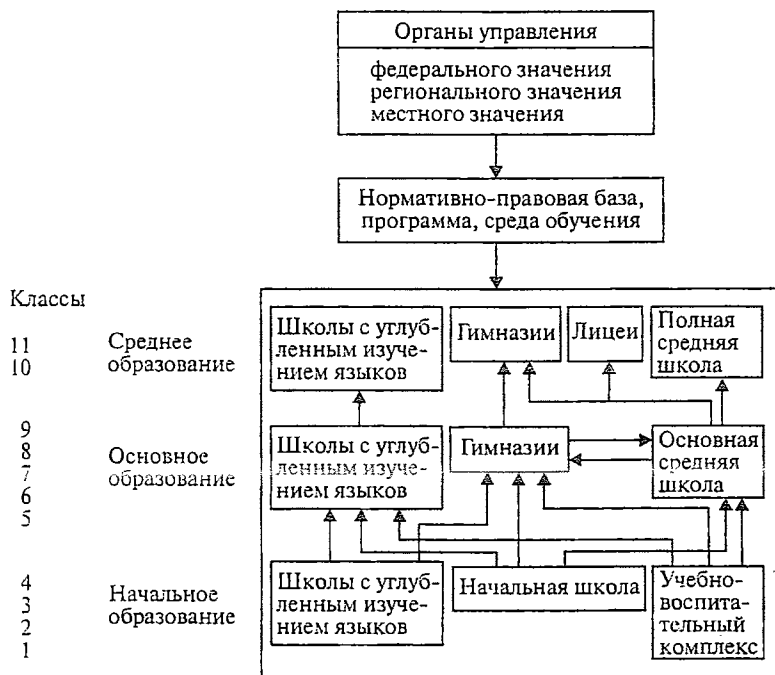 Органы управления
федерального значения
регионального значения
местного значения
Нормативно-правовая база,
программа, среда обучения
Классы
11
10
Среднее
образование
Школы с углуб-
ленным изуче-
нием языков
Гимназии
Лицеи
Полная
средняя
школа
9
8
7
6
5
Основное
образование
Школы с углуб-
ленным изуче-
нием языков
Гимназии
Основная
средняя
школа
4
3
2
1
Начальное
образование
Школы с углуб-
ленным изуче-
нием языков
Начальная школа
Учебно-
воспита-
тельный
комплекс